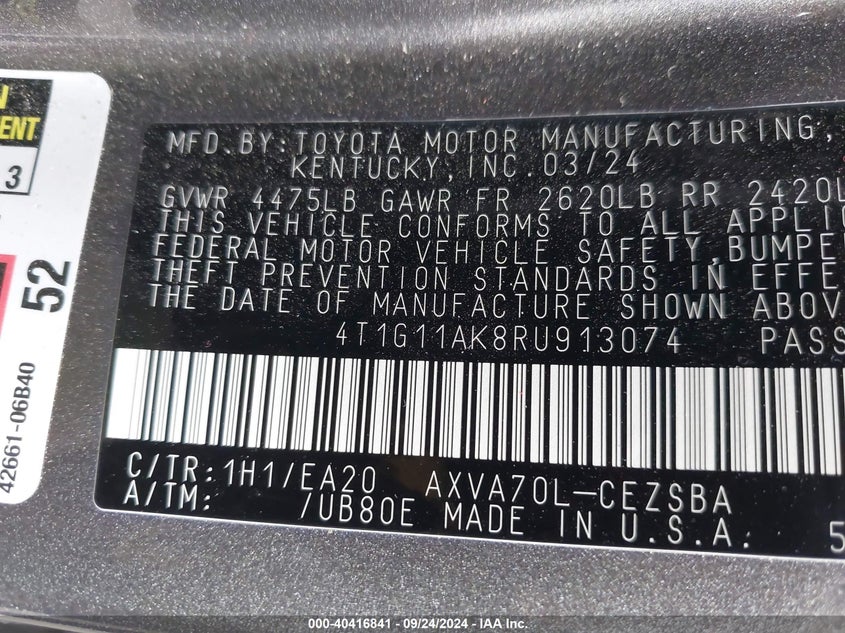 N
ENT
3
52
42661-06B40
MFD.BY:TOYOTA MOTOR MANUFACTURING,
KENTUCKY,INC.03/24
GVWR 4475LB GAWR FR 2620LB RR 2420L
THIS VEHICLE CONFORMS TO ALL APPLIC
FEDERAL MOTOR VEHICLE SAFETY,BUMPE
THEFT PREVENTION STANDARDS IN EFFE
THE DATE OF MANUFACTURE SHOWN ABOV
4T1G11AK8RU913074 PASS
C/TR:1H1/EA20 AXVA70L-CEZSBA
A/TM: /UB80E MADE IN U.S.A. 5
000-40416841 - 09/24/2024 - IAA Inc.